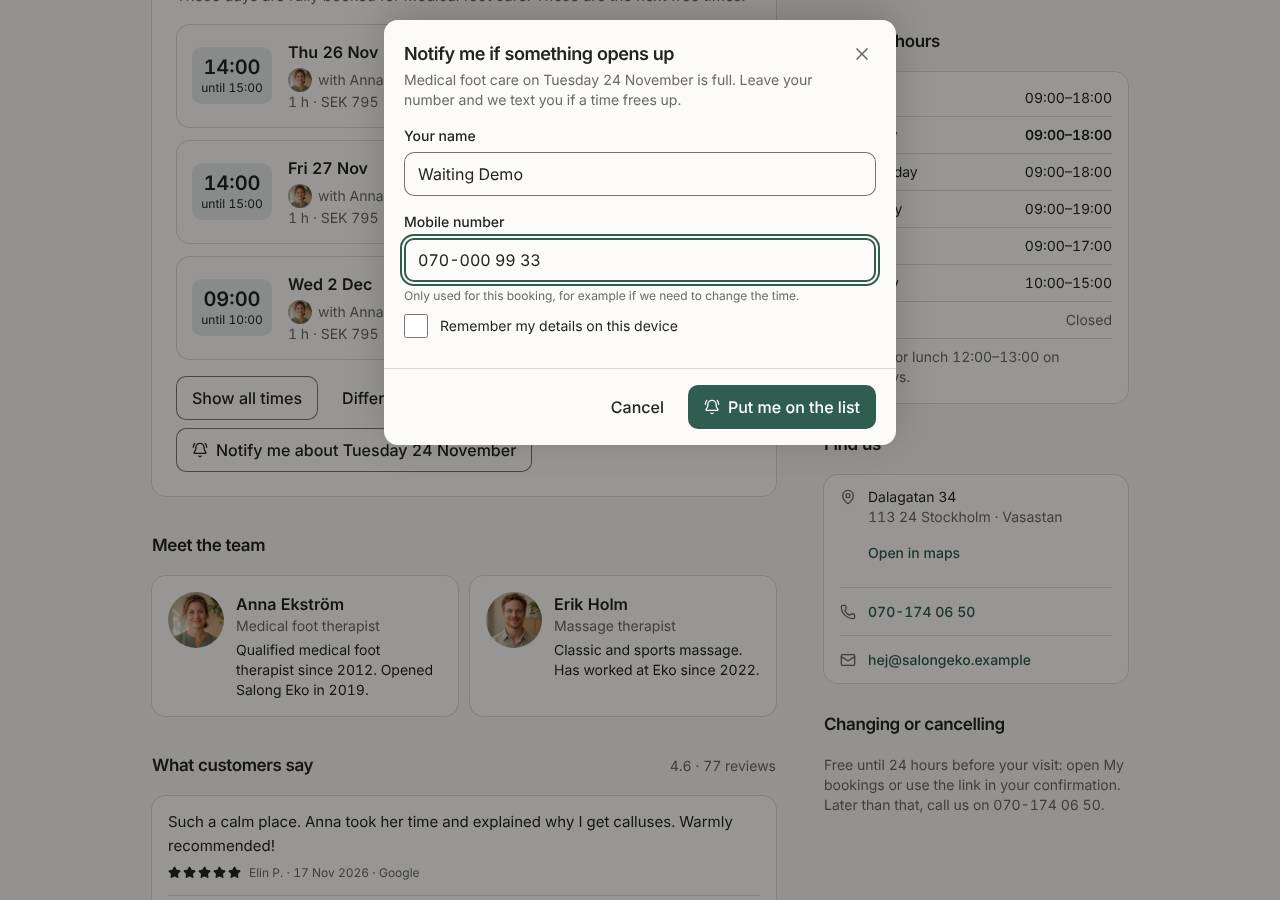 Notify me if something opens up
Medical foot care on Tuesday 24 November is full. Leave your
number and we text you if a time frees up.
Your name
Waiting Demo
Mobile number
070-000 99 33
Only used for this booking, for example if we need to change the time.
Remember my details on this device
Cancel
Put me on the list
14:00
until 15:00
Thu 26 Nov
with Anna
1 h · SEK 795
14:00
until 15:00
Fri 27 Nov
with Anna
1 h · SEK 795
09:00
until 10:00
Wed 2 Dec
with Anna
1 h · SEK 795
Show all times
Notify me about Tuesday 24 November
Meet the team
Anna Ekström
Medical foot therapist
Qualified medical foot
therapist since 2012. Opened
Salong Eko in 2019.
Erik Holm
Massage therapist
Classic and sports massage.
Has worked at Eko since 2022.
What customers say
4.6 · 77 reviews
Such a calm place. Anna took her time and explained why I get calluses. Warmly
recommended!
Elin P. · 17 Nov 2026 · Google
hours
09:00–18:00
09:00–18:00
09:00–18:00
09:00–19:00
09:00–17:00
10:00–15:00
Closed
lunch 12:00–13:00 on
Find us
Dalagatan 34
113 24 Stockholm · Vasastan
Open in maps
070-174 06 50
hej@salongeko.example
Changing or cancelling
Free until 24 hours before your visit: open My
bookings or use the link in your confirmation.
Later than that, call us on 070-174 06 50.